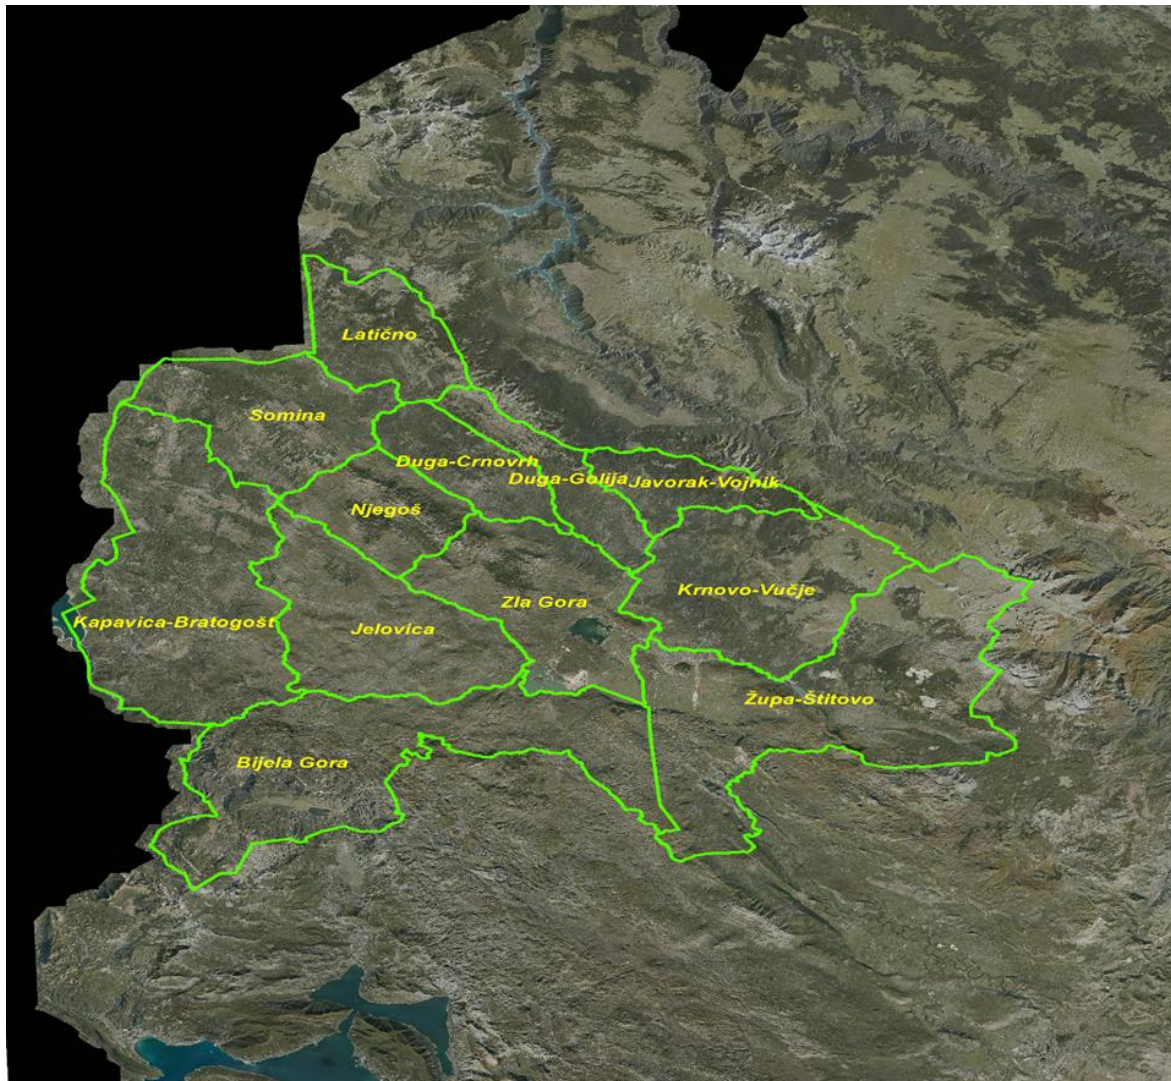 Latično
Somina
Duga-Crnovrh
Duga-Golija
Javorak-Vojnik
Njegoš
Krnovo-Vučje
Zla Gora
Kapavica-Bratogošt
Jelovica
Župa-Štitovo
Bijela Gora